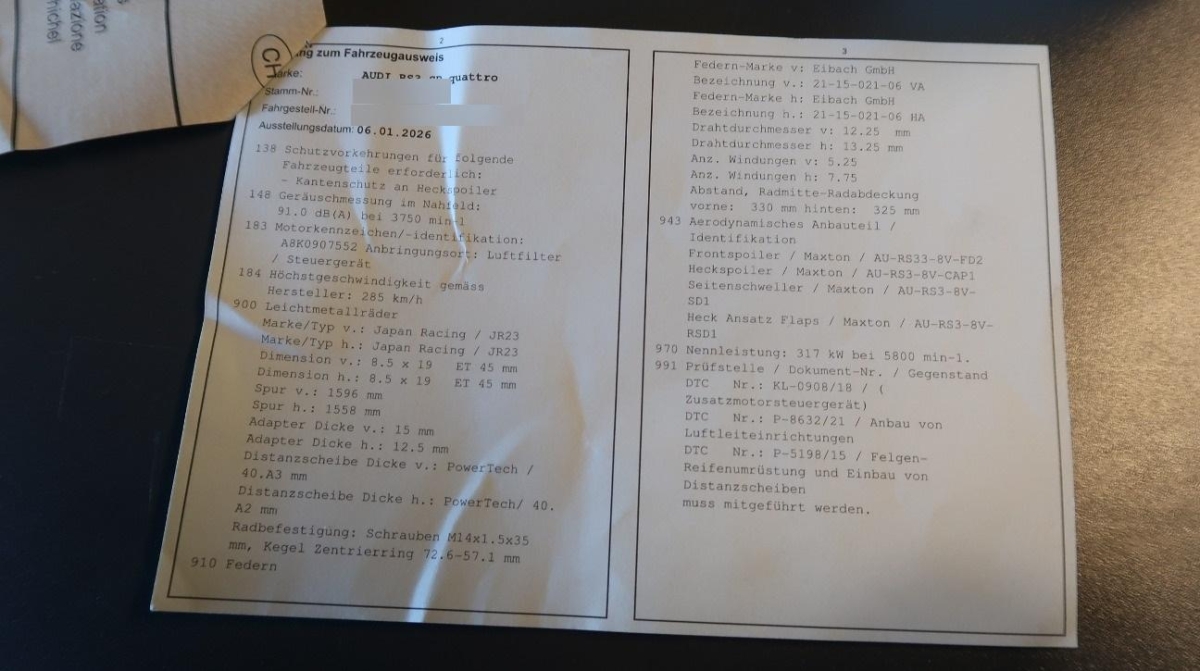 ation
azione
hichel
CH
2
ng zum Fahrzeugausweis
arke: AUDI RS3 quattro
Stamm-Nr.:
Fahrgestell-Nr.:
Ausstellungsdatum: 06.01.2026
138 Schutzvorkehrungen für folgende
Fahrzeugteile erforderlich:
- Kantenschutz an Heckspoiler
148 Geräuschmessung im Nahfeld:
91.0 dB(A) bei 3750 min-1
183 Motorkennzeichen/-identifikation:
A8K0907552 Anbringungsort: Luftfilter
/ Steuergerät
184 Höchstgeschwindigkeit gemäss
Hersteller: 285 km/h
900 Leichtmetallräder
Marke/Typ v.: Japan Racing / JR23
Marke/Typ h.: Japan Racing / JR23
Dimension v.: 8.5 x 19 ET 45 mm
Dimension h.: 8.5 x 19 ET 45 mm
Spur v.: 1596 mm
Spur h.: 1558 mm
Adapter Dicke v.: 15 mm
Adapter Dicke h.: 12.5 mm
Distanzscheibe Dicke v.: PowerTech /
40.A3 mm
Distanzscheibe Dicke h.: PowerTech/ 40.
A2 mm
Radbefestigung: Schrauben M14x1.5x35
mm, Kegel Zentrierring 72.6-57.1 mm
910 Federn
3
Federn-Marke v: Eibach GmbH
Bezeichnung v.: 21-15-021-06 VA
Federn-Marke h: Eibach GmbH
Bezeichnung h.: 21-15-021-06 HA
Drahtdurchmesser v: 12.25 mm
Drahtdurchmesser h: 13.25 mm
Anz. Windungen v: 5.25
Anz. Windungen h: 7.75
Abstand, Radmitte-Radabdeckung
vorne: 330 mm hinten: 325 mm
943 Aerodynamisches Anbauteil /
Identifikation
Frontspoiler / Maxton / AU-RS33-8V-FD2
Heckspoiler / Maxton / AU-RS3-8V-CAP1
Seitenschweller / Maxton / AU-RS3-8V-
SD1
Heck Ansatz Flaps / Maxton / AU-RS3-8V-
RSD1
970 Nennleistung: 317 kW bei 5800 min-1.
991 Prüfstelle / Dokument-Nr. / Gegenstand
DTC Nr.: KL-0908/18 / (
Zusatzmotorsteuergerät)
DTC Nr.: P-8632/21 / Anbau von
Luftleiteinrichtungen
DTC Nr.: P-5198/15 / Felgen-
Reifenumrüstung und Einbau von
Distanzscheiben
muss mitgeführt werden.